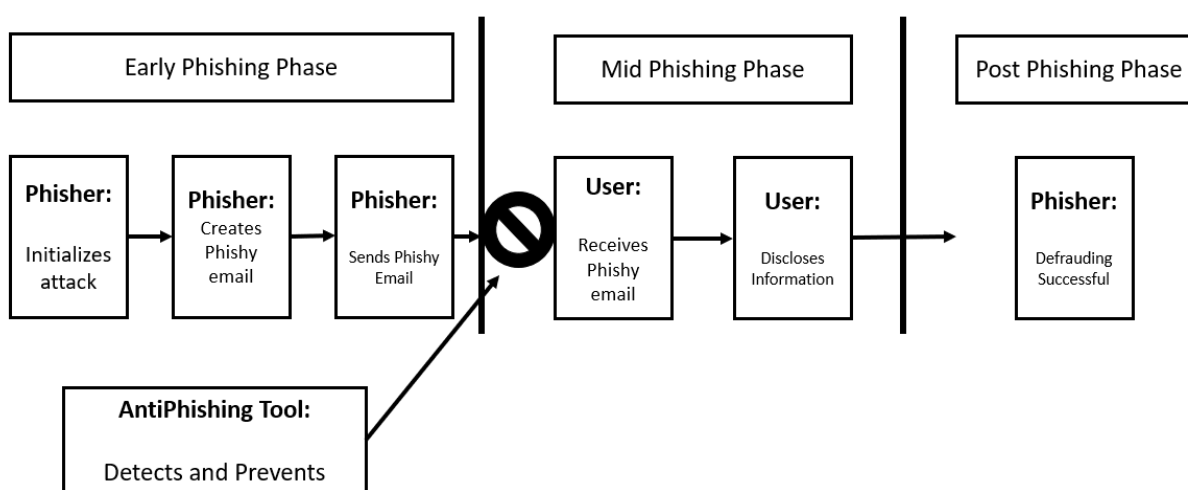 Early Phishing Phase
Mid Phishing Phase
Post Phishing Phase
Phisher:
Initializes
attack
Phisher:
Creates
Phishy
email
Phisher:
Sends Phishy
Email
User:
Receives
Phishy
email
User:
Discloses
Information
Phisher:
Defrauding
Successful
AntiPhishing Tool:
Detects and Prevents